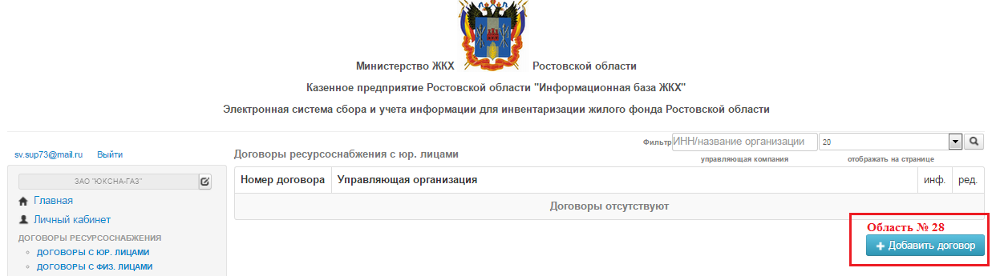 Министерство ЖКХ Ростовской области
Казенное предприятие Ростовской области "Информационная база ЖКХ"
Электронная система сбора и учета информации для инвентаризации жилого фонда Ростовской области
sv.sup73@mail.ru Выйти
ЗАО "ЮКСНА-ГАЗ"
Главная
Личный кабинет
ДОГОВОРЫ РЕСУРСОСНАБЖЕНИЯ
ДОГОВОРЫ С ЮР. ЛИЦАМИ
ДОГОВОРЫ С ФИЗ. ЛИЦАМИ
Договоры ресурсоснабжения с юр. лицами
Фильтр ИНН/название организации 20
управляющая компания отображать на странице
Номер договора Управляющая организация инф. ред.
Договоры отсутствуют
Область № 28
+ Добавить договор